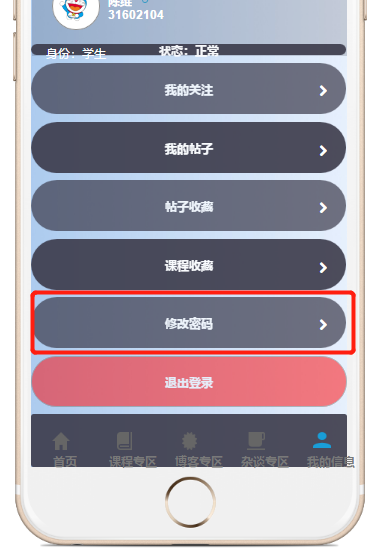 陈维
31602104
身份：学生 状态：正常
我的关注
我的帖子
帖子收藏
课程收藏
修改密码
退出登录
首页 课程专区 博客专区 杂谈专区 我的信息